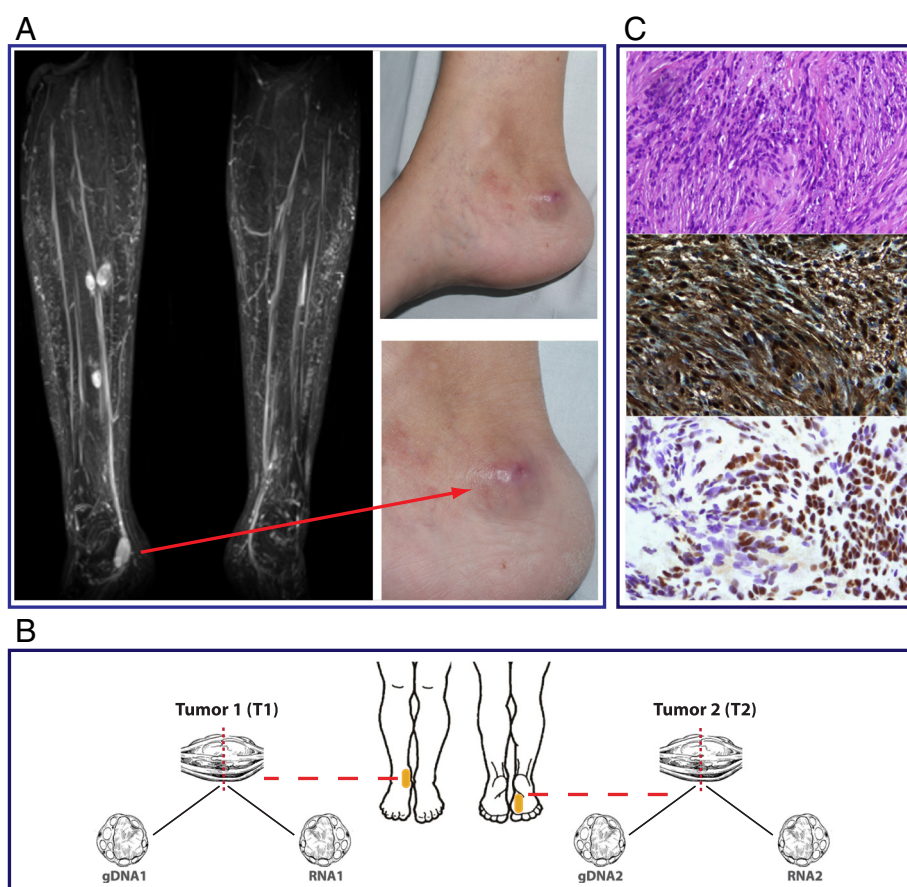 A
C
B
Tumor 1 (T1)
Tumor 2 (T2)
gDNA1
RNA1
gDNA2
RNA2